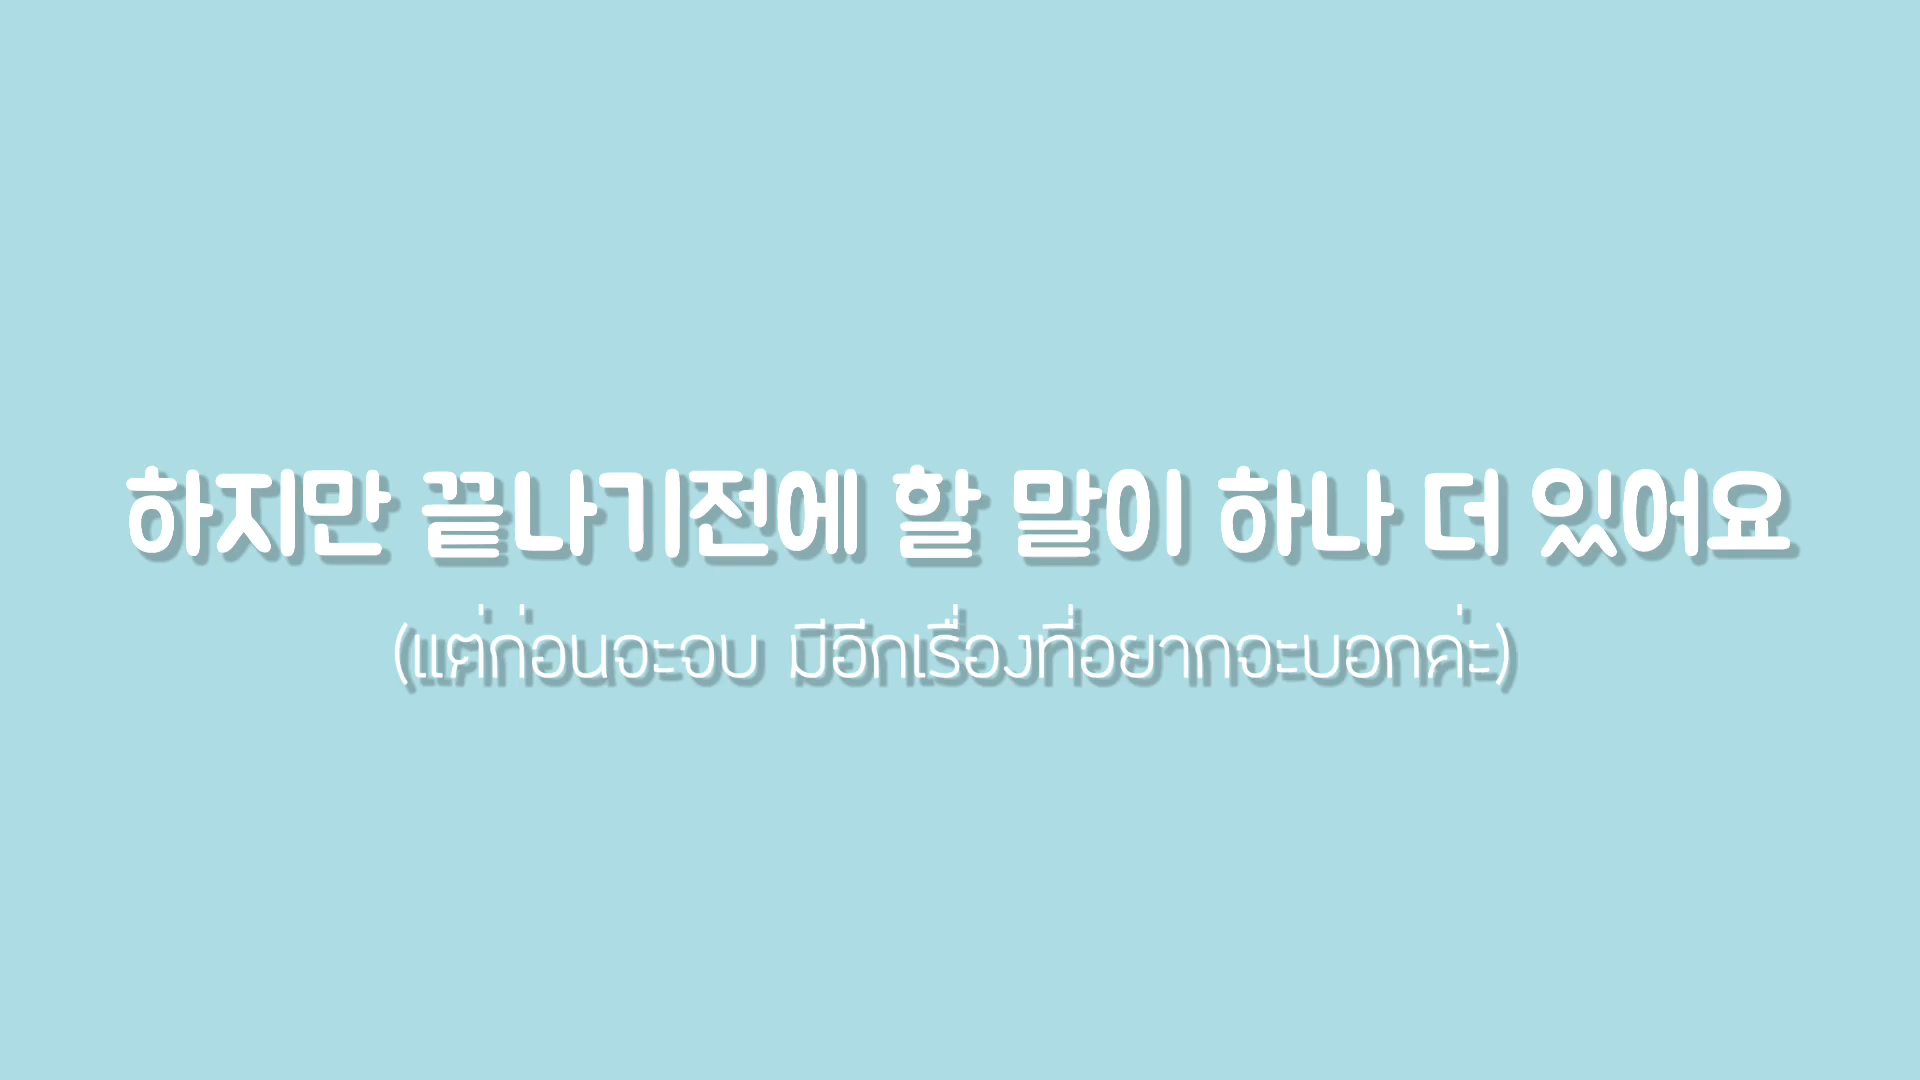 하지만 끝나기전에 할 말이 하나 더 있어요
(แต่ก่อนจะจบ มีอีกเรื่องที่อยากจะบอกค่ะ)